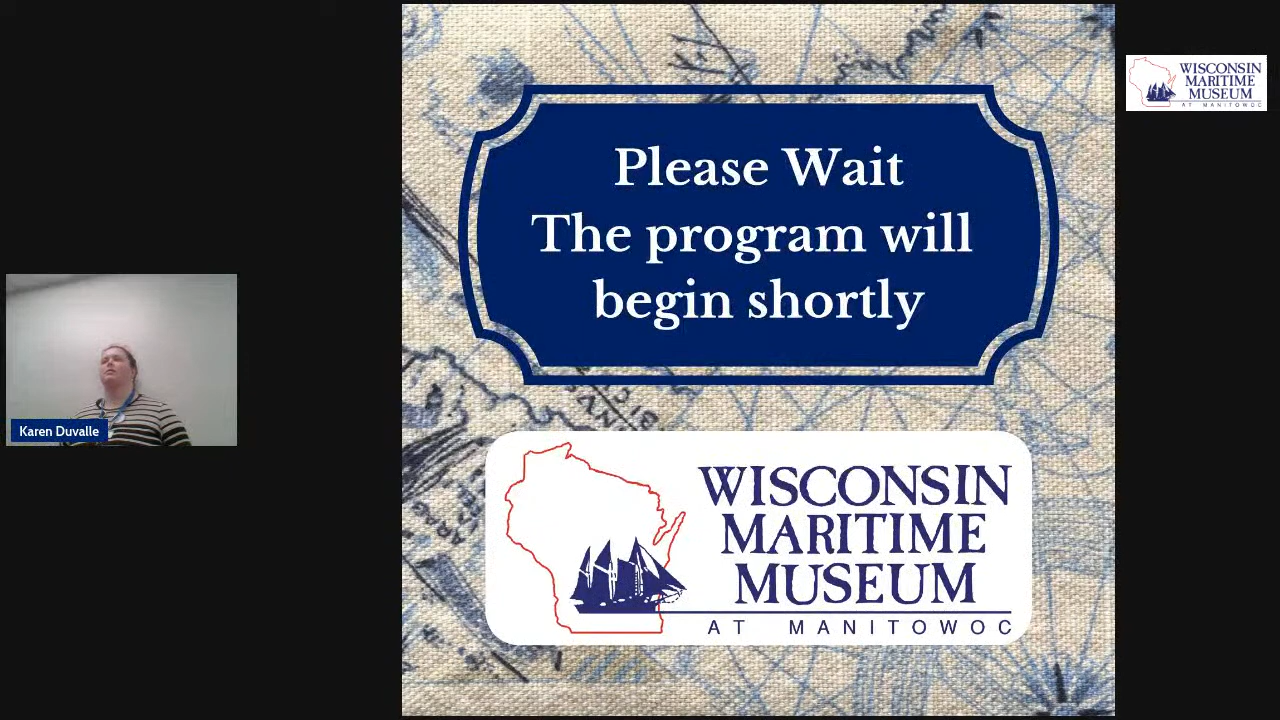 Please Wait
The program will
begin shortly
WISCONSIN
MARITIME
MUSEUM
AT MANITOWOC
Karen Duvalle
WISCONSIN
MARITIME
MUSEUM
AT MANITOWOC